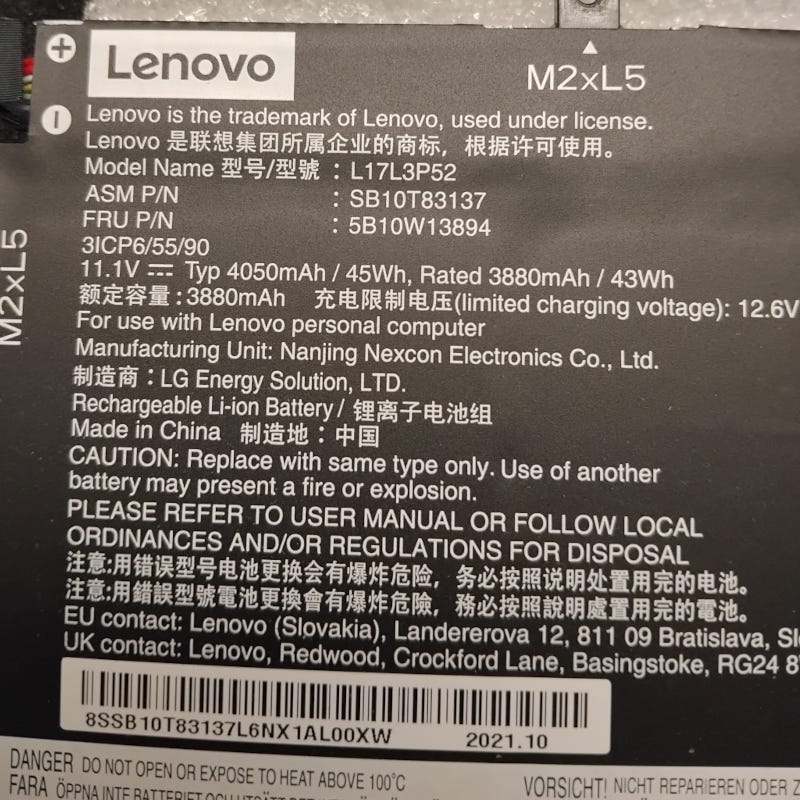 Lenovo
M2xL5
Lenovo is the trademark of Lenovo, used under license.
Lenovo 是联想集团所属企业的商标，根据许可使用。
Model Name 型号/型號 : L17L3P52
ASM P/N : SB10T83137
FRU P/N : 5B10W13894
3ICP6/55/90
11.1V ⎓ Typ 4050mAh / 45Wh, Rated 3880mAh / 43Wh
额定容量:3880mAh 充电限制电压(limited charging voltage): 12.6V
For use with Lenovo personal computer
Manufacturing Unit: Nanjing Nexcon Electronics Co., Ltd.
制造商：LG Energy Solution, LTD.
Rechargeable Li-ion Battery / 锂离子电池组
Made in China 制造地：中国
CAUTION: Replace with same type only. Use of another
battery may present a fire or explosion.
PLEASE REFER TO USER MANUAL OR FOLLOW LOCAL
ORDINANCES AND/OR REGULATIONS FOR DISPOSAL
注意:用错误型号电池更换会有爆炸危险，务必按照说明处置用完的电池。
注意:用錯誤型號電池更換會有爆炸危險，務必按照說明處置用完的電池。
EU contact: Lenovo (Slovakia), Landererova 12, 811 09 Bratislava, Sl
UK contact: Lenovo, Redwood, Crockford Lane, Basingstoke, RG24 8
8SSB10T83137L6NX1AL00XW
2021.10
M2xL5
DANGER DO NOT OPEN OR EXPOSE TO HEAT ABOVE 100°C
VORSICHT! NICHT REPARIEREN ODER Z
FARA ÖPPNA INTE BATTERIET OCH UTSÄTT